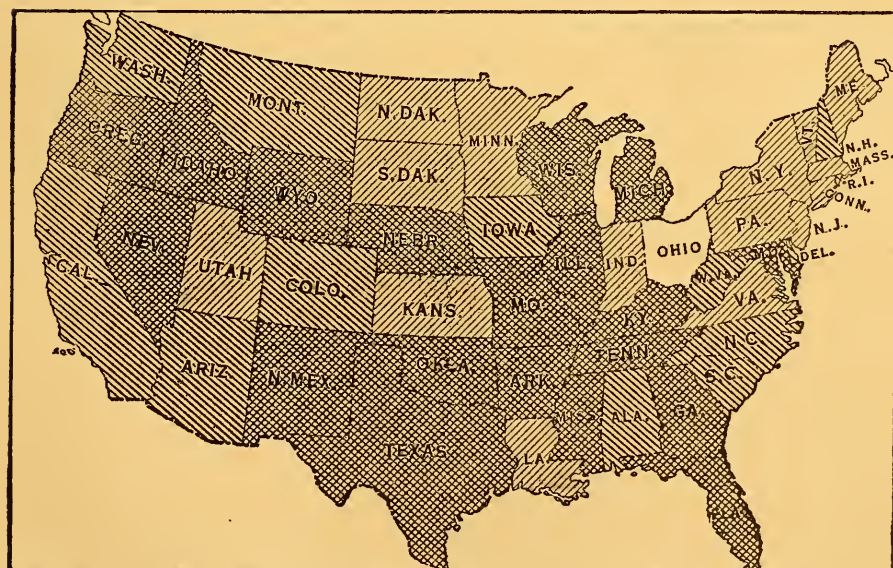 WASH.
MONT.
N. DAK.
MINN.
ME.
VT.
N.H.
MASS.
OREG.
IDAHO
WYO.
S. DAK.
WIS.
MICH.
N.Y.
R.I.
CONN.
NEV.
NEBR.
IOWA
ILL.
IND.
OHIO
PA.
N.J.
DEL.
CAL.
UTAH
COLO.
KANS.
MO.
KY.
W.VA.
VA.
ARIZ.
N. MEX.
OKLA.
ARK.
TENN.
N.C.
S.C.
TEXAS
LA.
MISS.
ALA.
GA.